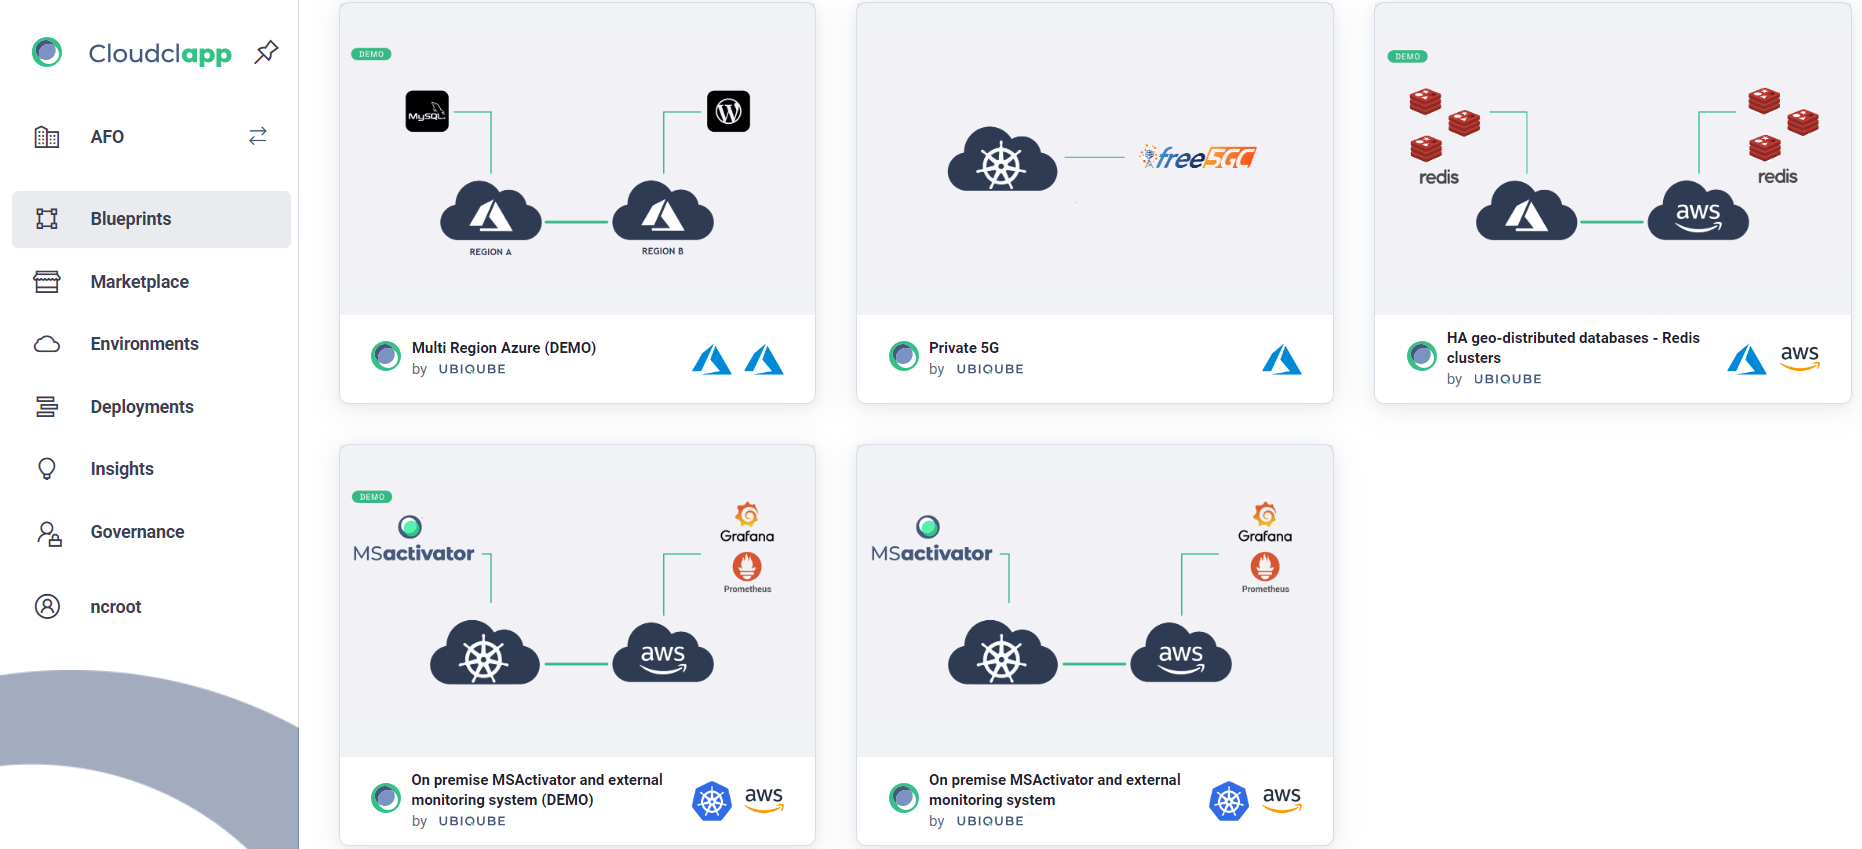 Cloudclapp
AFO
Blueprints
Marketplace
Environments
Deployments
Insights
Governance
ncroot
DEMO
MySQL
REGION A
REGION B
Multi Region Azure (DEMO)
by UBIQUBE
free5GC
Private 5G
by UBIQUBE
DEMO
redis
redis
aws
HA geo-distributed databases - Redis
clusters
by UBIQUBE
aws
DEMO
MSactivator
Grafana
Prometheus
aws
On premise MSActivator and external
monitoring system (DEMO)
by UBIQUBE
aws
MSactivator
Grafana
Prometheus
aws
On premise MSActivator and external
monitoring system
by UBIQUBE
aws